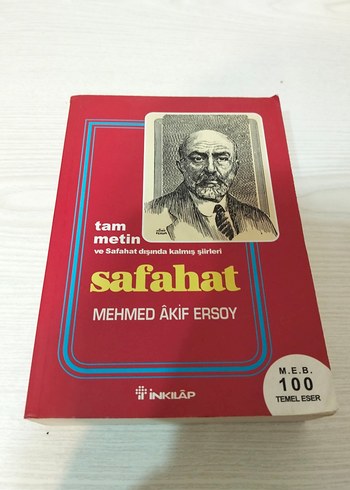 tam
metin
ve Safahat dışında kalmış şiirleri
safahat
MEHMED ÂKİF ERSOY
M.E.B.
100
TEMEL ESER
İNKILÂP